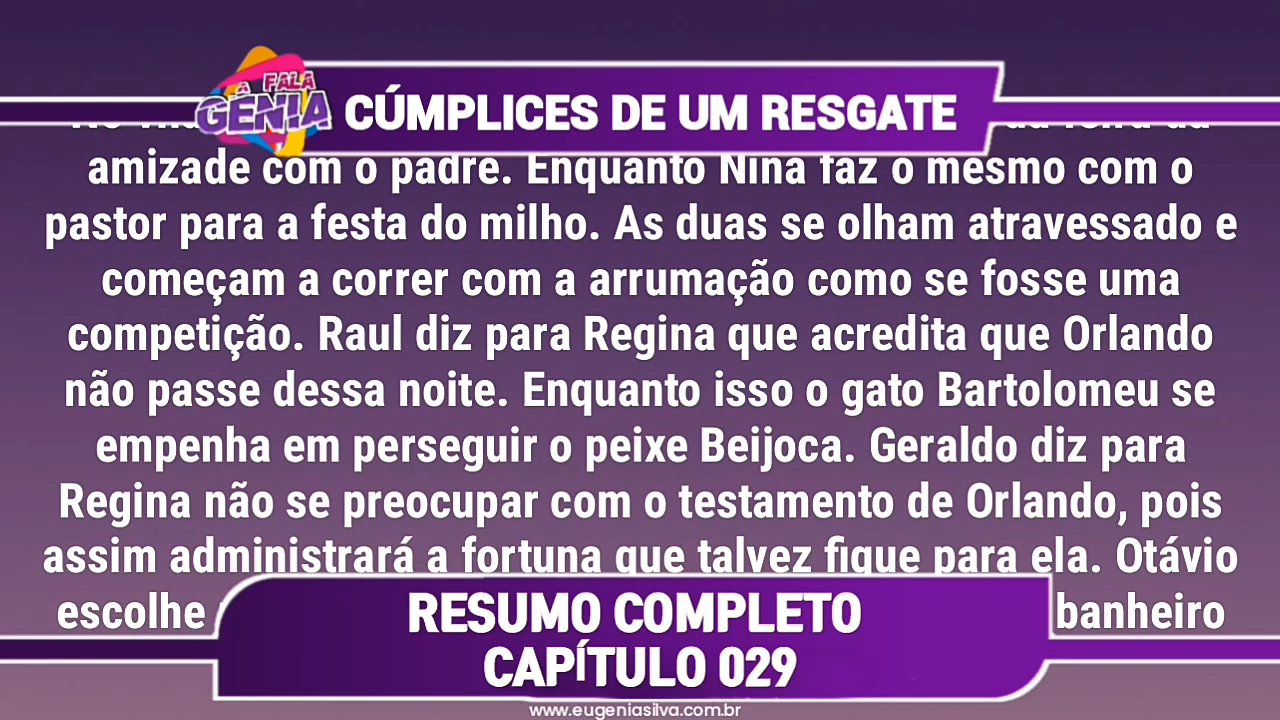 FALA
GÊNIA
CÚMPLICES DE UM RESGATE
amizade com o padre. Enquanto Nina faz o mesmo com o
pastor para a festa do milho. As duas se olham atravessado e
começam a correr com a arrumação como se fosse uma
competição. Raul diz para Regina que acredita que Orlando
não passe dessa noite. Enquanto isso o gato Bartolomeu se
empenha em perseguir o peixe Beijoca. Geraldo diz para
Regina não se preocupar com o testamento de Orlando, pois
assim administrará a fortuna que talvez fique para ela. Otávio
escolhe banheiro
RESUMO COMPLETO
CAPÍTULO 029
www.eugeniasilva.com.br